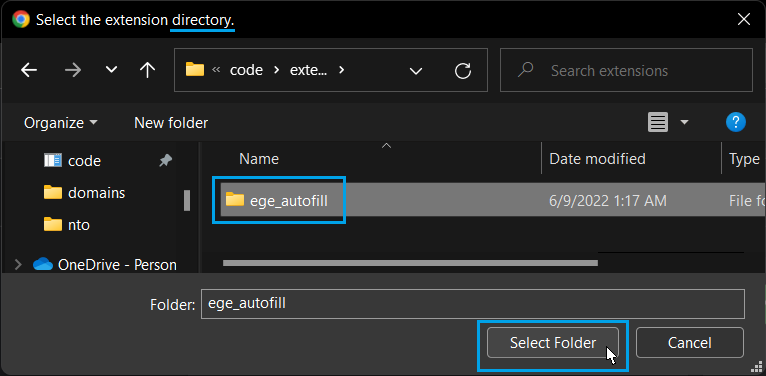 Select the extension directory.
« code > exte... >
Search extensions
Organize
New folder
?
Name
Date modified
Type
code
domains
nto
OneDrive - Person
ege_autofill
6/9/2022 1:17 AM
File fo
Folder:
ege_autofill
Select Folder
Cancel